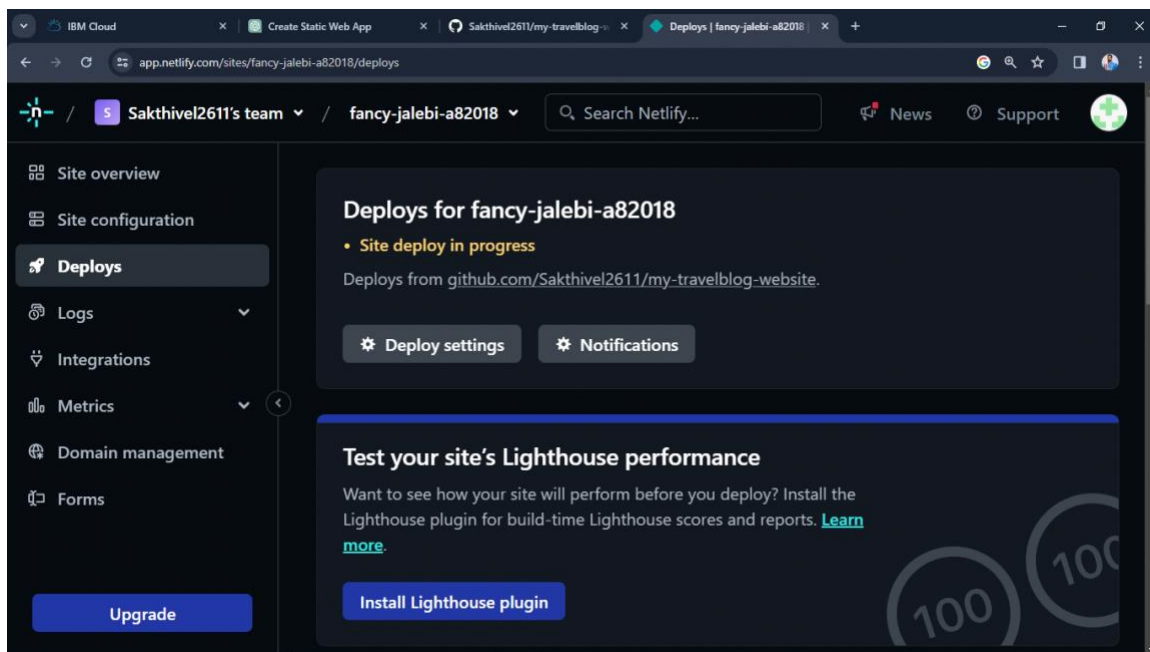 IBM Cloud
Create Static Web App
Sakthivel2611/my-travelblog-w
Deploys | fancy-jalebi-a82018
app.netlify.com/sites/fancy-jalebi-a82018/deploys
n / S Sakthivel2611's team / fancy-jalebi-a82018
Search Netlify...
News
Support
Site overview
Site configuration
Deploys
Logs
Integrations
Metrics
Domain management
Forms
Upgrade
Deploys for fancy-jalebi-a82018
• Site deploy in progress
Deploys from github.com/Sakthivel2611/my-travelblog-website.
Deploy settings
Notifications
Test your site's Lighthouse performance
Want to see how your site will perform before you deploy? Install the
Lighthouse plugin for build-time Lighthouse scores and reports. Learn
more.
Install Lighthouse plugin
100
100